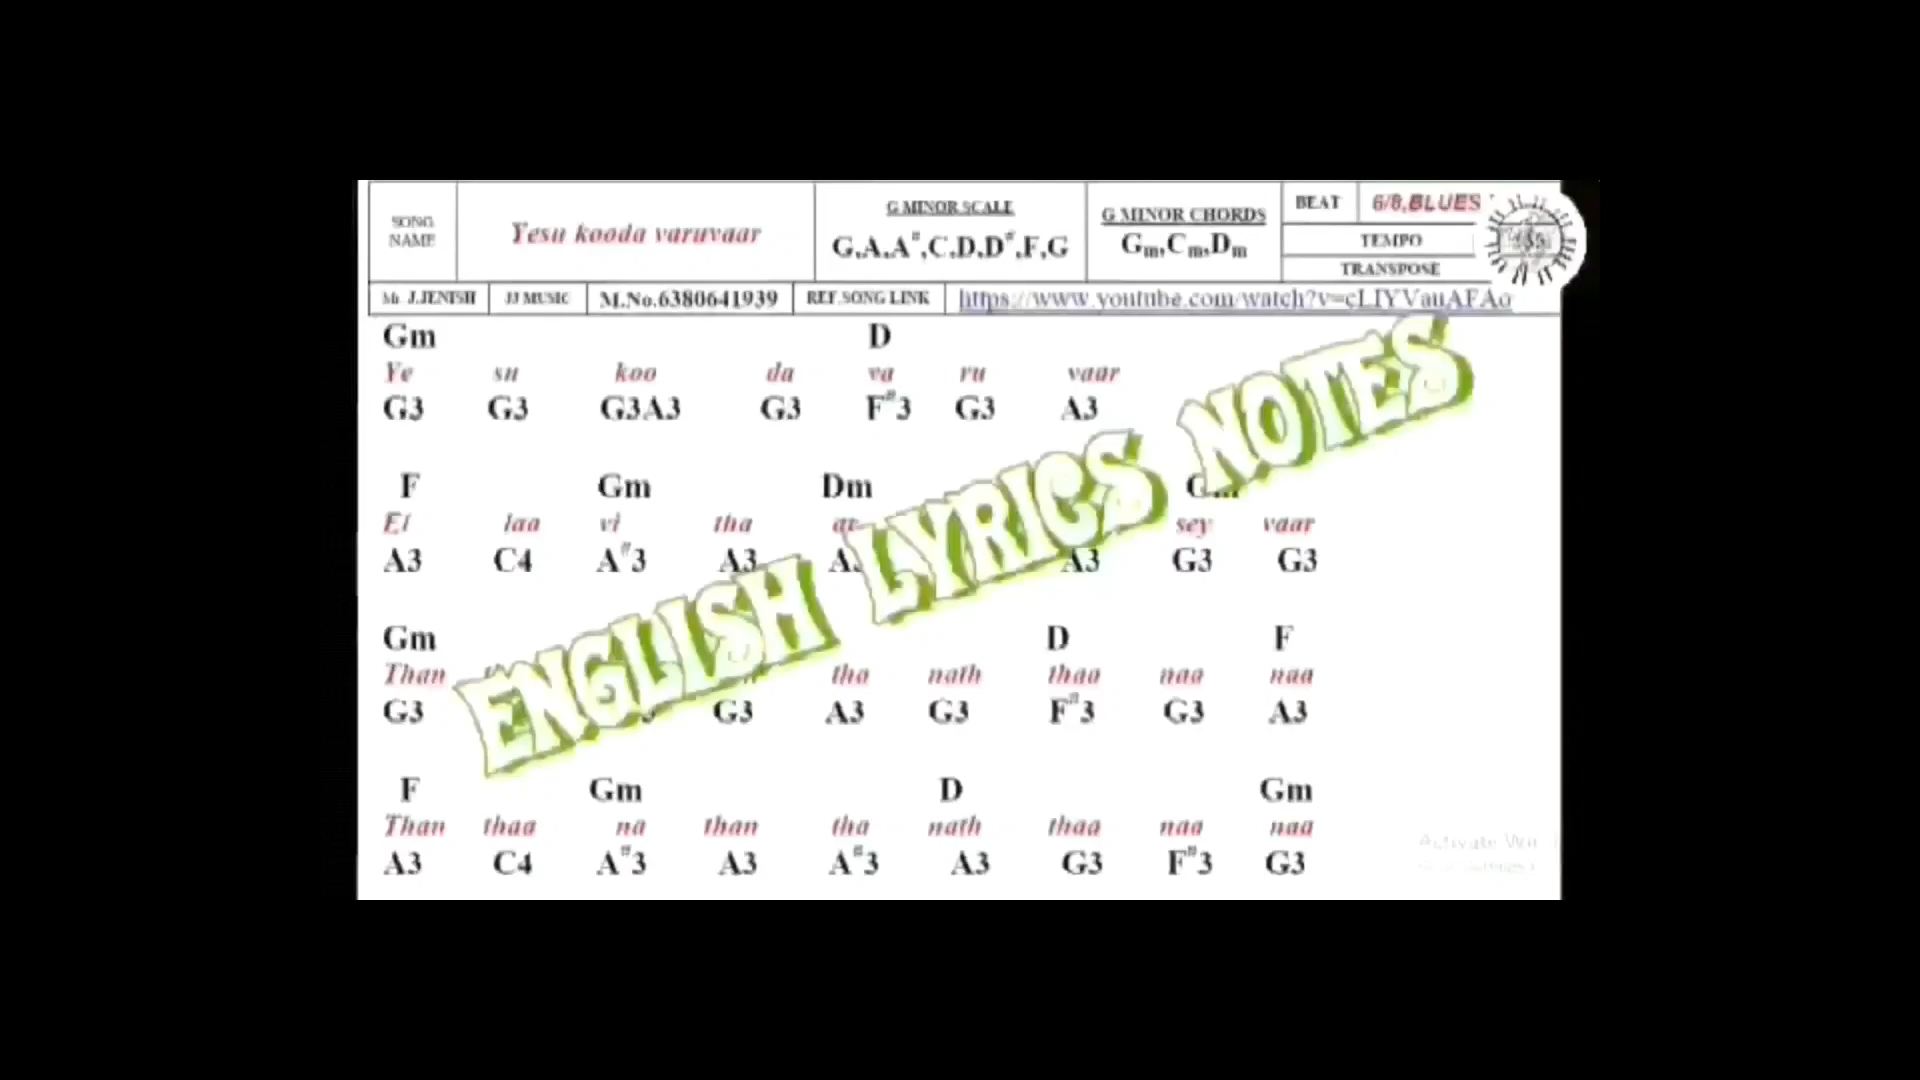 SONG NAME Yesu kooda varuvaar G MINOR SCALE G,A,A#,C,D,D#,F,G G MINOR CHORDS Gm,Cm,Dm BEAT 6/8,BLUES
TEMPO
TRANSPOSE
Mr. J.JENISH JJ MUSIC M.No.6380641939 REF.SONG LINK https://www.youtube.com/watch?v=
Gm D
Ye su koo da va ru vaar
G3 G3 G3A3 G3 F#3 G3 A3
F Gm Dm
El laa vi tha sey vaar
A3 C4 A#3 A3 A3 G3 G3
ENGLISH LYRICS NOTES
Gm D F
Than tha nath thaa naa naa
G3 G3 A3 G3 F#3 G3 A3
F Gm D Gm
Than thaa na than tha nath thaa naa naa
A3 C4 A#3 A3 A#3 A3 G3 F#3 G3
Activate Win